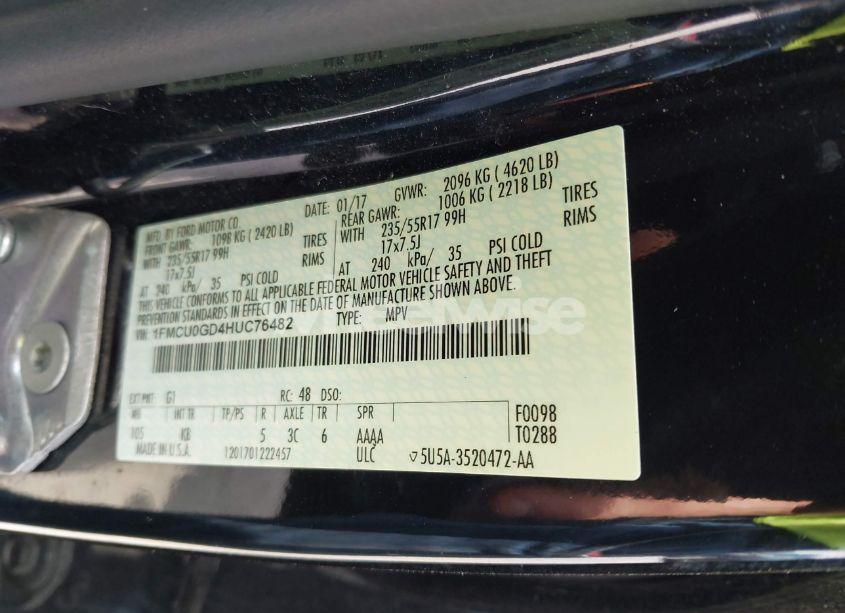 MFD. BY FORD MOTOR CO.
DATE: 01/17 GVWR: 2096 KG ( 4620 LB)
FRONT GAWR: 1098 KG ( 2420 LB)
REAR GAWR: 1006 KG ( 2218 LB)
WITH 235/55R17 99H TIRES
WITH 235/55R17 99H TIRES
17x7.5J RIMS
17x7.5J RIMS
AT 240 kPa/ 35 PSI COLD
AT 240 kPa/ 35 PSI COLD
THIS VEHICLE CONFORMS TO ALL APPLICABLE FEDERAL MOTOR VEHICLE SAFETY AND THEFT
PREVENTION STANDARDS IN EFFECT ON THE DATE OF MANUFACTURE SHOWN ABOVE.
VIN: 1FMCU0GD4HUC76482 TYPE: MPV
EXT PNT: G1 RC: 48 DSO:
WB INT TR TP/PS R AXLE TR SPR
F0098
105 KB 5 3C 6 AAAA
T0288
MADE IN U.S.A. 1201701222457 ULC 5U5A-3520472-AA